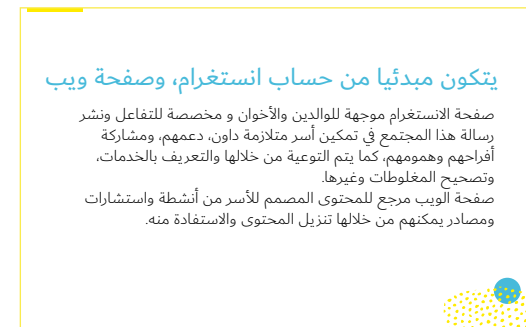 يتكون مبدئيا من حساب انستغرام، وصفحة ويب
صفحة الانستغرام موجهة للوالدين والأخوان و مخصصة للتفاعل ونشر
رسالة هذا المجتمع في تمكين أسر متلازمة داون، دعمهم، ومشاركة
أفراحهم وهمومهم، كما يتم التوعية من خلالها والتعريف بالخدمات،
وتصحيح المغلوطات وغيرها.
صفحة الويب مرجع للمحتوى المصمم للأسر من أنشطة واستشارات
ومصادر يمكنهم من خلالها تنزيل المحتوى والاستفادة منه.